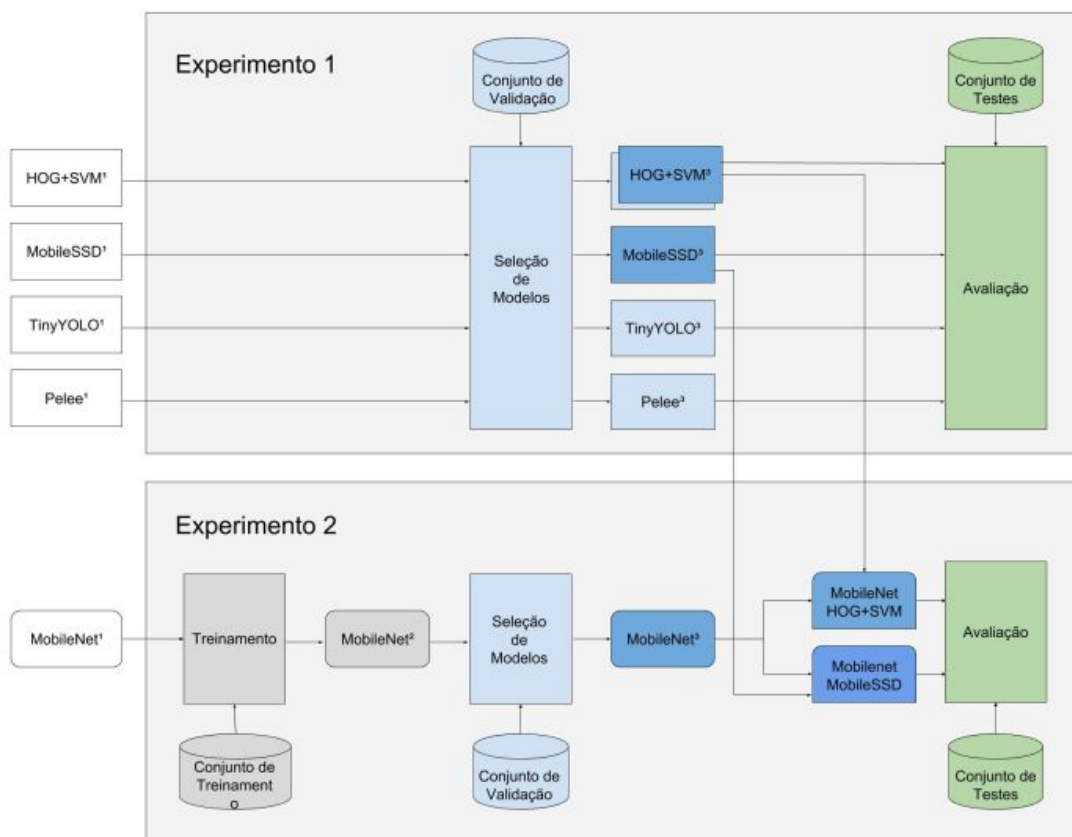 Experimento 1
Conjunto de
Validação
Conjunto de
Testes
HOG+SVM¹
HOG+SVM³
MobileSSD¹
Seleção
de
Modelos
MobileSSD³
Avaliação
TinyYOLO¹
TinyYOLO³
Pelee¹
Pelee³
Experimento 2
MobileNet¹
Treinamento
MobileNet²
Seleção
de
Modelos
MobileNet³
MobileNet
HOG+SVM
Mobilenet
MobileSSD
Avaliação
Conjunto de
Treinament
o
Conjunto de
Validação
Conjunto de
Testes